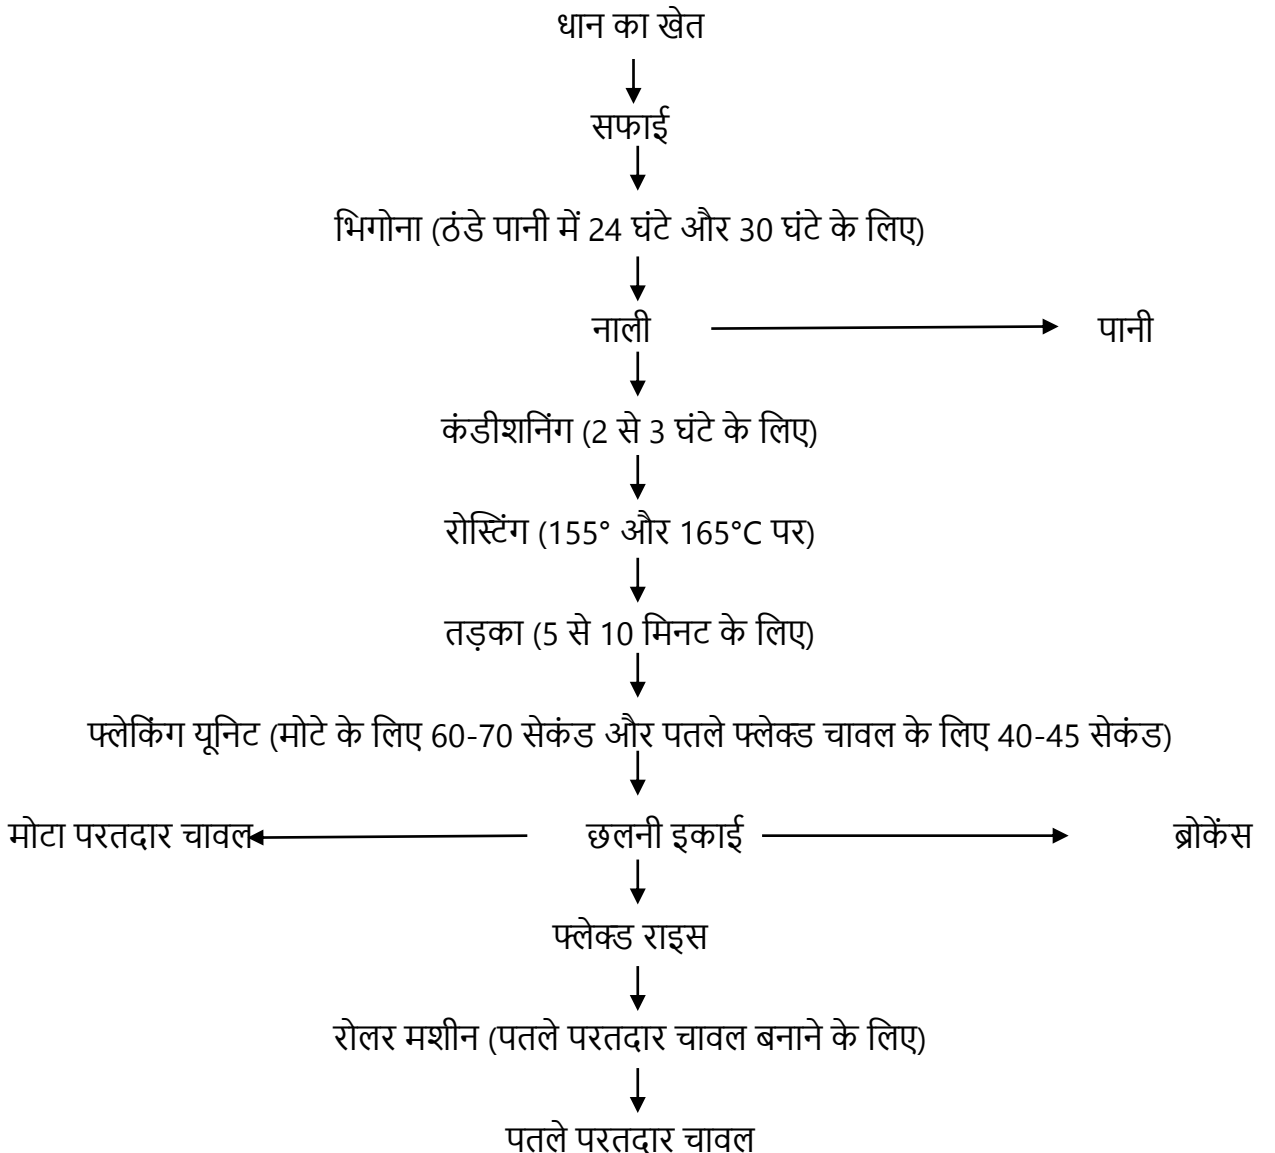 धान का खेत
सफाई
भिगोना (ठंडे पानी में 24 घंटे और 30 घंटे के लिए)
नाली पानी
कंडीशनिंग (2 से 3 घंटे के लिए)
रोस्टिंग (155° और 165°C पर)
तड़का (5 से 10 मिनट के लिए)
फ्लेकिंग यूनिट (मोटे के लिए 60-70 सेकंड और पतले फ्लेक्ड चावल के लिए 40-45 सेकंड)
मोटा परतदार चावल छलनी इकाई ब्रोकेंस
फ्लेक्ड राइस
रोलर मशीन (पतले परतदार चावल बनाने के लिए)
पतले परतदार चावल